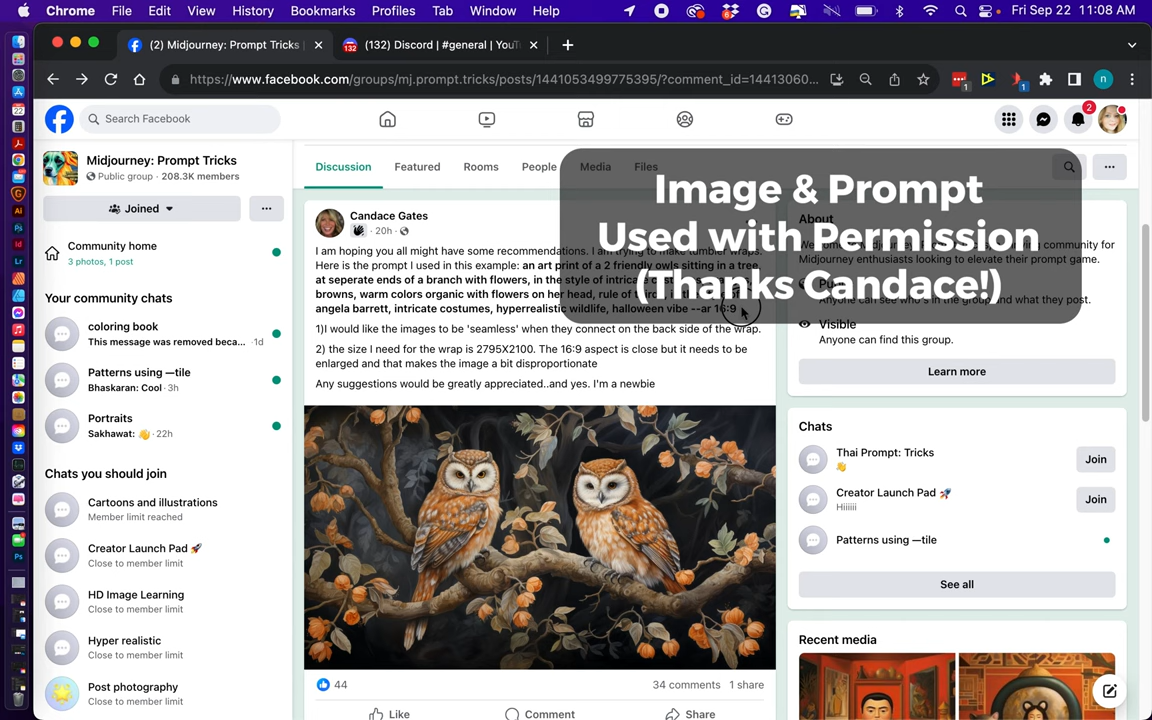 Chrome File Edit View History Bookmarks Profiles Tab Window Help Fri Sep 22 11:08 AM
(2) Midjourney: Prompt Tricks
(132) Discord | #general | YouT
https://www.facebook.com/groups/mj.prompt.tricks/posts/1441053499775395/?comment_id=14413060...
Search Facebook
2
Midjourney: Prompt Tricks
Public group · 208.3K members
Joined
Community home
3 photos, 1 post
Your community chats
coloring book
This message was removed beca... · 1d
Patterns using —tile
Bhaskaran: Cool · 3h
Portraits
Sakhawat: 👋 · 22h
Chats you should join
Cartoons and illustrations
Member limit reached
Creator Launch Pad 🚀
Close to member limit
HD Image Learning
Close to member limit
Hyper realistic
Close to member limit
Post photography
Close to member limit
Discussion Featured Rooms People Media Files
Image & Prompt
Used with Permission
(Thanks Candace!)
Candace Gates
· 20h ·
I am hoping you all might have some recommendations. I am trying to make tumbler wraps.
Here is the prompt I used in this example: an art print of a 2 friendly owls sitting in a tree,
at seperate ends of a branch with flowers, in the style of intricate
browns, warm colors organic with flowers on her head, rule of
angela barrett, intricate costumes, hyperrealistic wildlife, halloween vibe --ar 16:9
1)I would like the images to be 'seamless' when they connect on the back side of the wrap.
2) the size I need for the wrap is 2795X2100. The 16:9 aspect is close but it needs to be
enlarged and that makes the image a bit disproportionate
Any suggestions would be greatly appreciated..and yes. I'm a newbie
44
34 comments 1 share
Like Comment Share
About
community for
Midjourney enthusiasts looking to elevate their prompt game.
Anyone can see who's in the group and what they post.
Visible
Anyone can find this group.
Learn more
Chats
Thai Prompt: Tricks
👋
Join
Creator Launch Pad 🚀
Hiiiiii
Join
Patterns using —tile
See all
Recent media